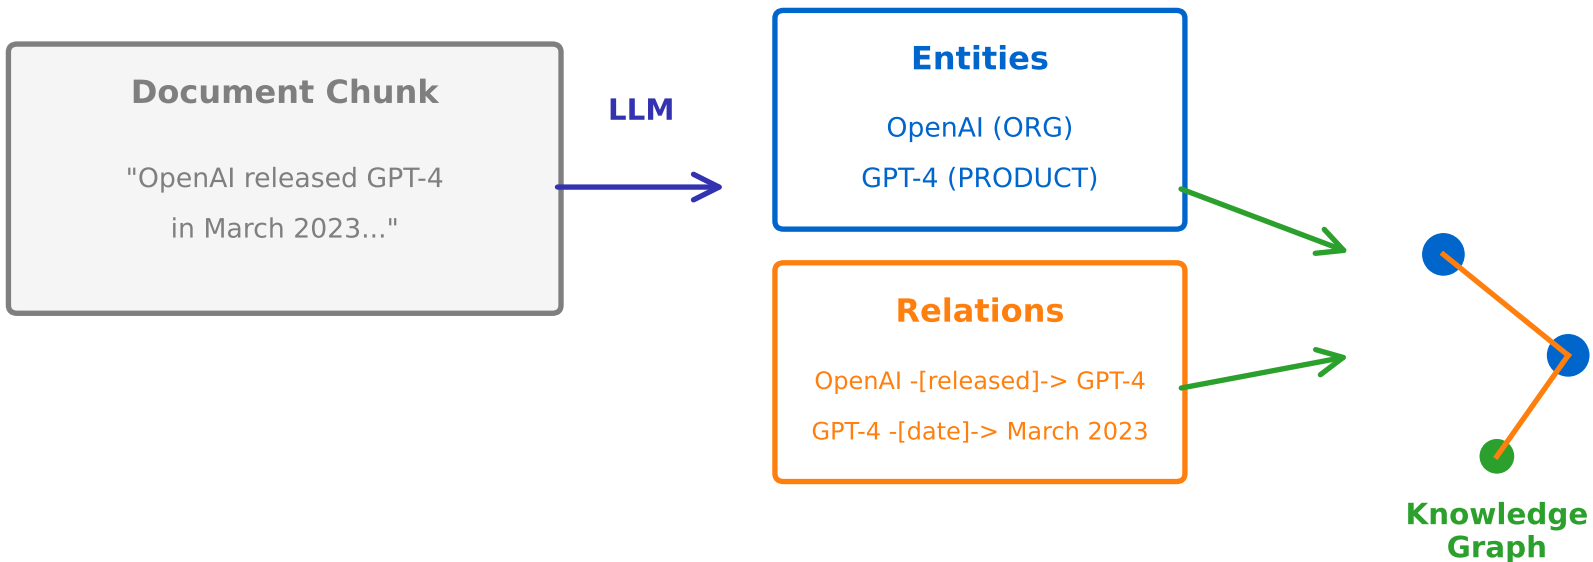 Document Chunk
"OpenAI released GPT-4
in March 2023..."
LLM
Entities
OpenAI (ORG)
GPT-4 (PRODUCT)
Relations
OpenAI -[released]-> GPT-4
GPT-4 -[date]-> March 2023
Knowledge
Graph